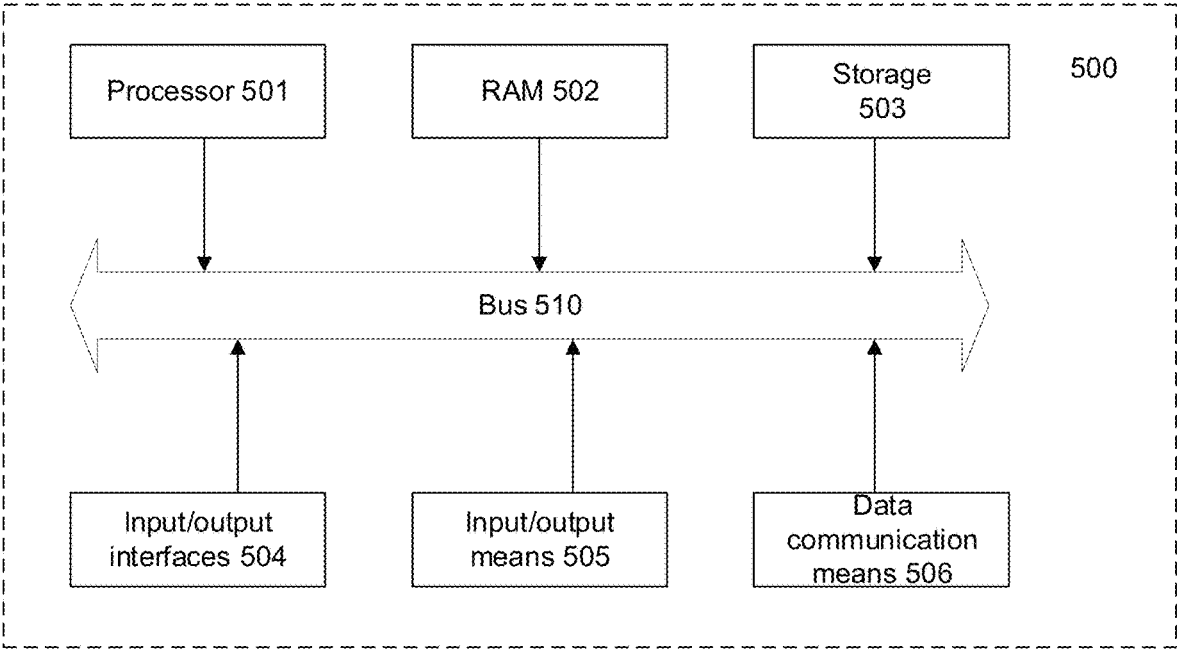 Processor 501
RAM 502
Storage
503
500
Bus 510
Input/output
interfaces 504
Input/output
means 505
Data
communication
means 506